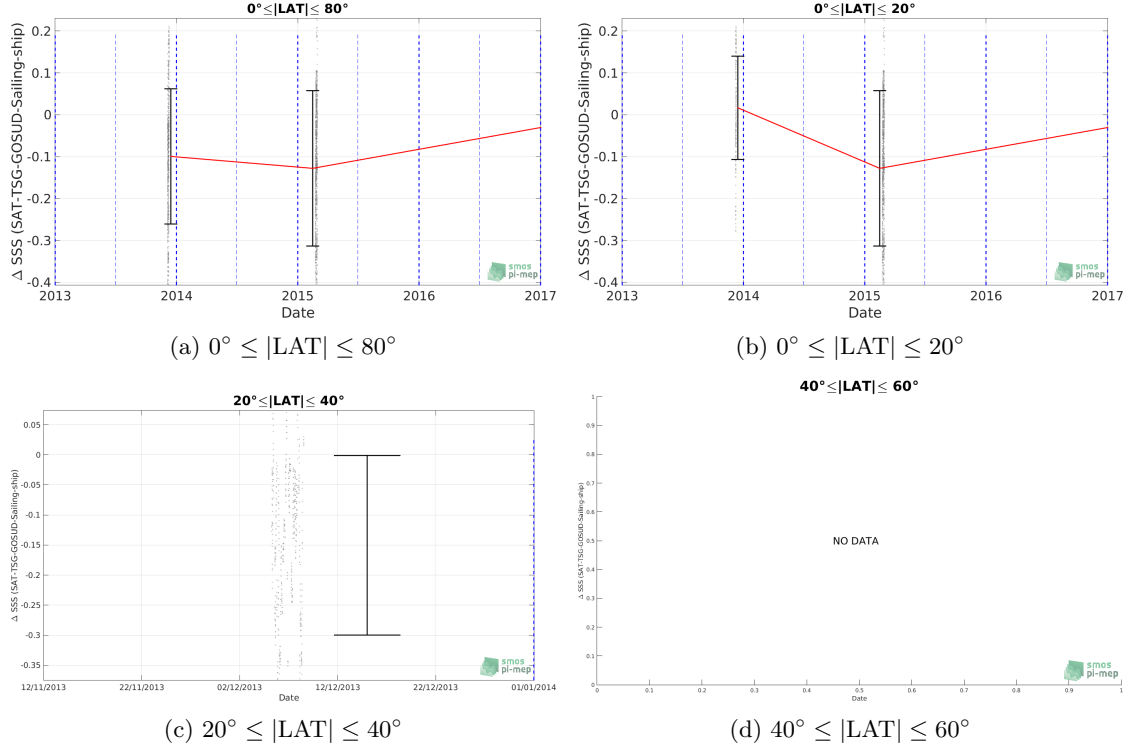 0°≤|LAT|≤ 80°
Δ SSS (SAT-TSG-GOSUD-Sailing-ship)
0.2
0.1
0
-0.1
-0.2
-0.3
-0.4
2013 2014 2015 2016 2017
Date
smos
pi-mep
(a) 0° ≤ |LAT| ≤ 80°
0°≤|LAT|≤ 20°
Δ SSS (SAT-TSG-GOSUD-Sailing-ship)
0.2
0.1
0
-0.1
-0.2
-0.3
-0.4
2013 2014 2015 2016 2017
Date
smos
pi-mep
(b) 0° ≤ |LAT| ≤ 20°
20°≤|LAT|≤ 40°
Δ SSS (SAT-TSG-GOSUD-Sailing-ship)
0.05
0
-0.05
-0.1
-0.15
-0.2
-0.25
-0.3
-0.35
12/11/2013 22/11/2013 02/12/2013 12/12/2013 22/12/2013 01/01/2014
Date
smos
pi-mep
(c) 20° ≤ |LAT| ≤ 40°
40°≤|LAT|≤ 60°
Δ SSS (SAT-TSG-GOSUD-Sailing-ship)
1
0.9
0.8
0.7
0.6
0.5
0.4
0.3
0.2
0.1
0
NO DATA
0 0.1 0.2 0.3 0.4 0.5 0.6 0.7 0.8 0.9 1
Date
smos
pi-mep
(d) 40° ≤ |LAT| ≤ 60°